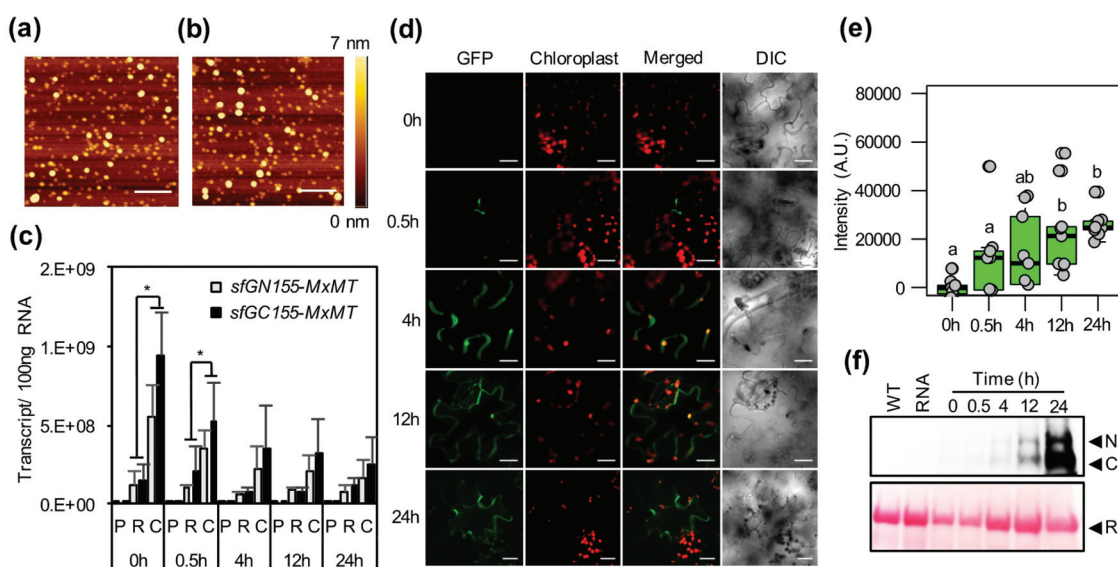 (a)
(b)
7 nm
0 nm
(c)
2.E+09
1.E+09
5.E+08
0.E+00
Transcript/ 100ng RNA
*
*
sfGN155-MxMT
sfGC155-MxMT
P R C P R C P R C P R C P R C
0h 0.5h 4h 12h 24h
(d)
GFP Chloroplast Merged DIC
0h
0.5h
4h
12h
24h
(e)
80000
60000
40000
20000
0
Intensity (A.U.)
a a ab b b
0h 0.5h 4h 12h 24h
(f)
WT RNA Time (h)
0 0.5 4 12 24
N
C
R